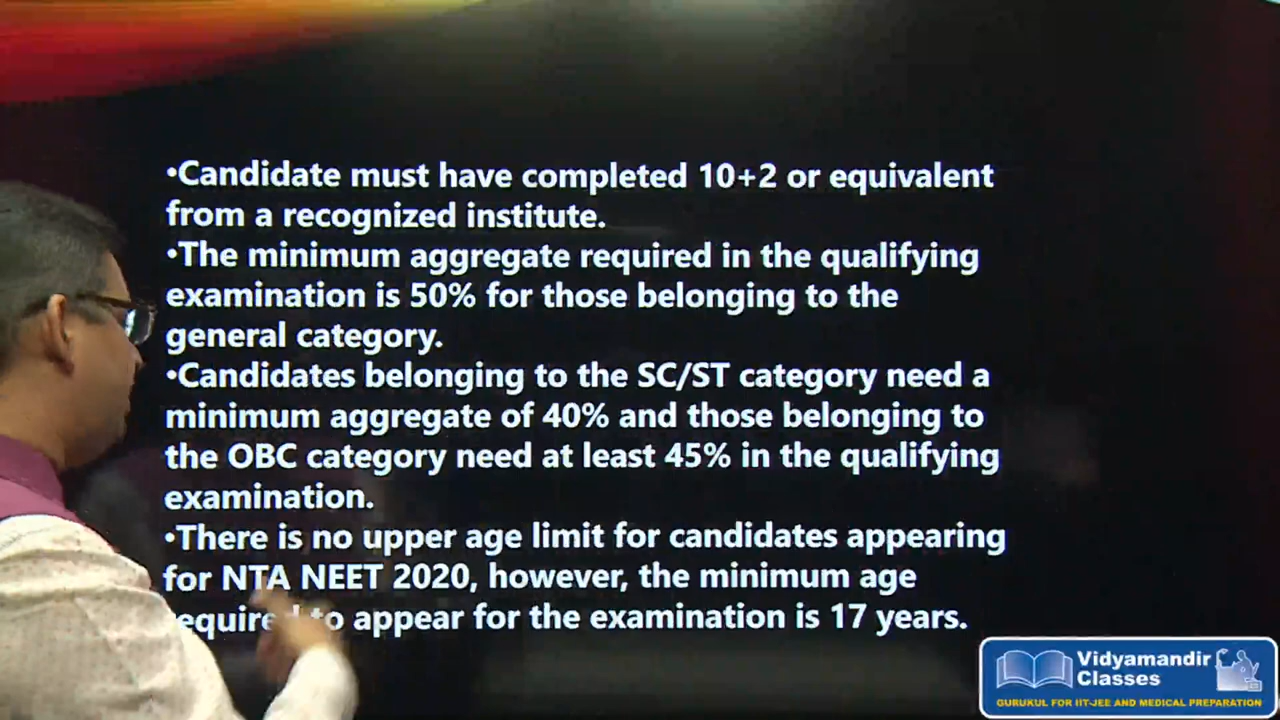 •Candidate must have completed 10+2 or equivalent
from a recognized institute.
•The minimum aggregate required in the qualifying
examination is 50% for those belonging to the
general category.
•Candidates belonging to the SC/ST category need a
minimum aggregate of 40% and those belonging to
the OBC category need at least 45% in the qualifying
examination.
•There is no upper age limit for candidates appearing
for NTA NEET 2020, however, the minimum age
required to appear for the examination is 17 years.
Vidyamandir
Classes
GURUKUL FOR IIT-JEE AND MEDICAL PREPARATION